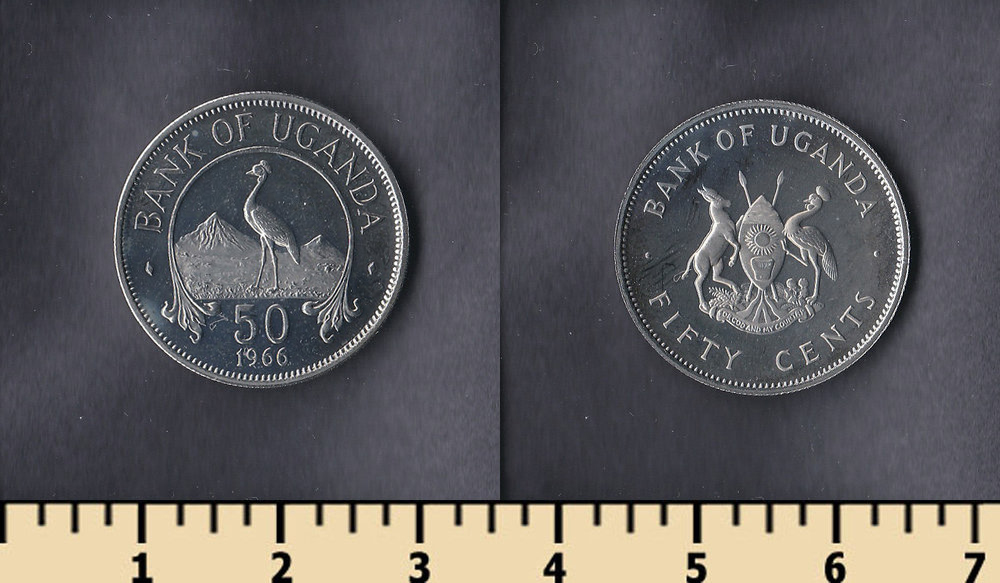 BANK OF UGANDA
50
1966
BANK OF UGANDA
FIFTY CENTS
FOR GOD AND MY COUNTRY
1 2 3 4 5 6 7